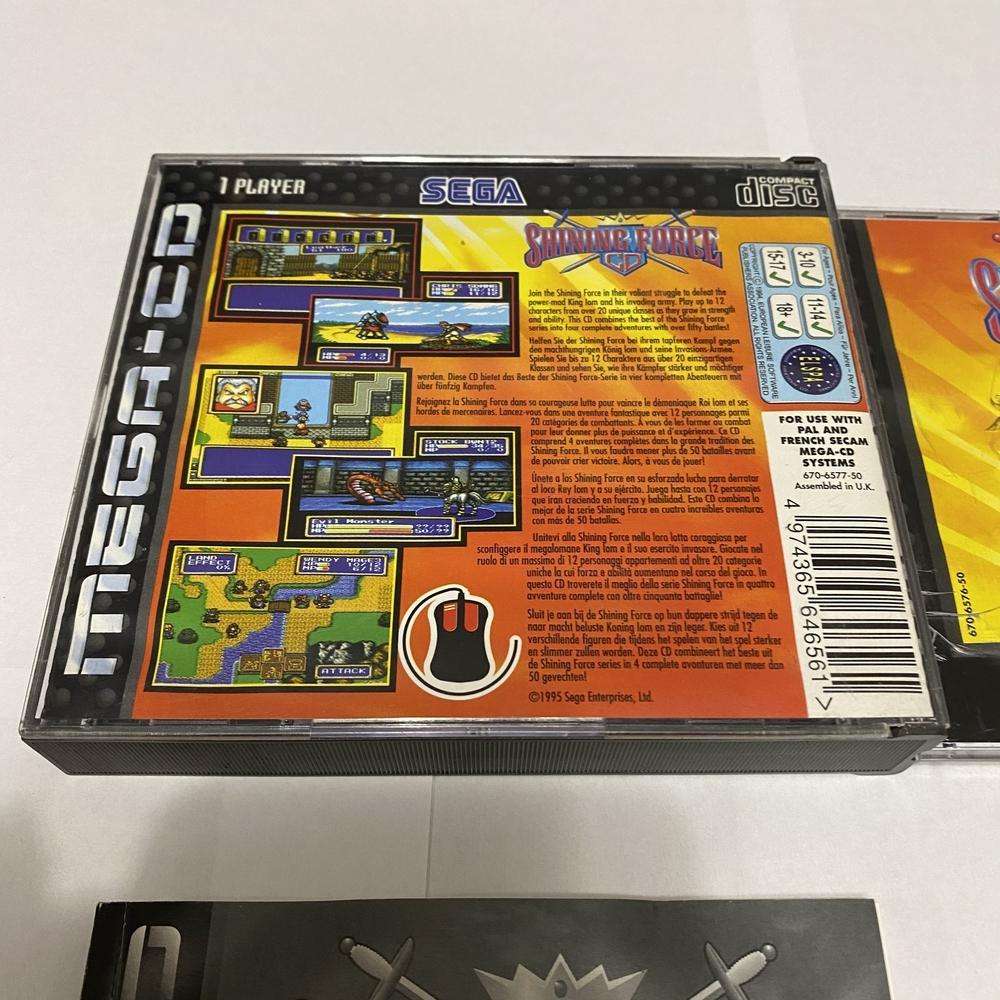 1 PLAYER
SEGA
COMPACT
disc
MEGA-CD
SHINING FORCE
CD
Join the Shining Force in their valiant struggle to defeat the
power-mad King Iom and his invading army. Play up to 12
characters from over 20 unique classes as they grow in strength
and ability. This CD combines the best of the Shining Force
series into four complete adventures with over fifty battles!
Helfen Sie der Shining Force bei ihrem tapferen Kampf gegen
den machthungrigen König Iom und seine Invasions-Armee.
Spielen Sie bis zu 12 Charaktere aus über 20 einzigartigen
Klassen und sehen Sie, wie ihre Kämpfer stärker und mächtiger
werden. Diese CD bietet das Beste der Shining Force-Serie in vier kompletten Abenteuern mit
über fünfzig Kampfen.
Rejoignez la Shining Force dans sa courageuse lutte pour vaincre le démoniaque Roi Iom et ses
hordes de mercenaires. Lancez-vous dans une aventure fantastique avec 12 personnages parmi
20 catégories de combattants. À vous de les former au combat
pour leur donner plus de puissance et d'expérience. Ce CD
comprend 4 aventures complètes dans la grande tradition des
Shining Force. Il vous faudra mener plus de 50 batailles avant
de pouvoir crier victoire. Alors, à vous de jouer!
Únete a los Shining Force en su esforzada lucha para derrotar
al loco Rey Iom y a su ejército. Juega hasta con 12 personajes
que iran creciendo en fuerza y habilidad. Este CD combina lo
mejor de la serie Shining Force en cuatro increíbles aventuras
con más de 50 batallas.
Unitevi alla Shining Force nella loro lotta coraggiosa per
sconfiggere il megalomane King Iom e il suo esercito invasore. Giocate nel
ruolo di un massimo di 12 personaggi appartementi ad oltre 20 categorie
uniche la cui forza e abilità aumentano nel corso del gioco. In
questo CD troverete il meglio della serie Shining Force in quattro
avventure complete con oltre cinquanta battaglie!
Sluit je aan bij de Shining Force op hun dappere strijd tegen de
naar macht beluste Koning Iom en zijn leger. Kies uit 12
verschillende figuren die tijdens het spelen van het spel sterker
en slimmer zullen worden. Deze CD combineert het beste uit
de Shining Force series in 4 complete avonturen met meer dan
50 gevechten!
©1995 Sega Enterprises, Ltd.
3-10
11-14
15-17
18+
ELSPA
COPYRIGHT © 1994, EUROPEAN LEISURE SOFTWARE
PUBLISHERS ASSOCIATION. ALL RIGHTS RESERVED
FOR USE WITH
PAL AND
FRENCH SECAM
MEGA-CD
SYSTEMS
670-6577-50
Assembled in U.K.
4 974365 646561 >
Evil Monster
LAND
EFFECT
0%
ATTACK
670-6576-50